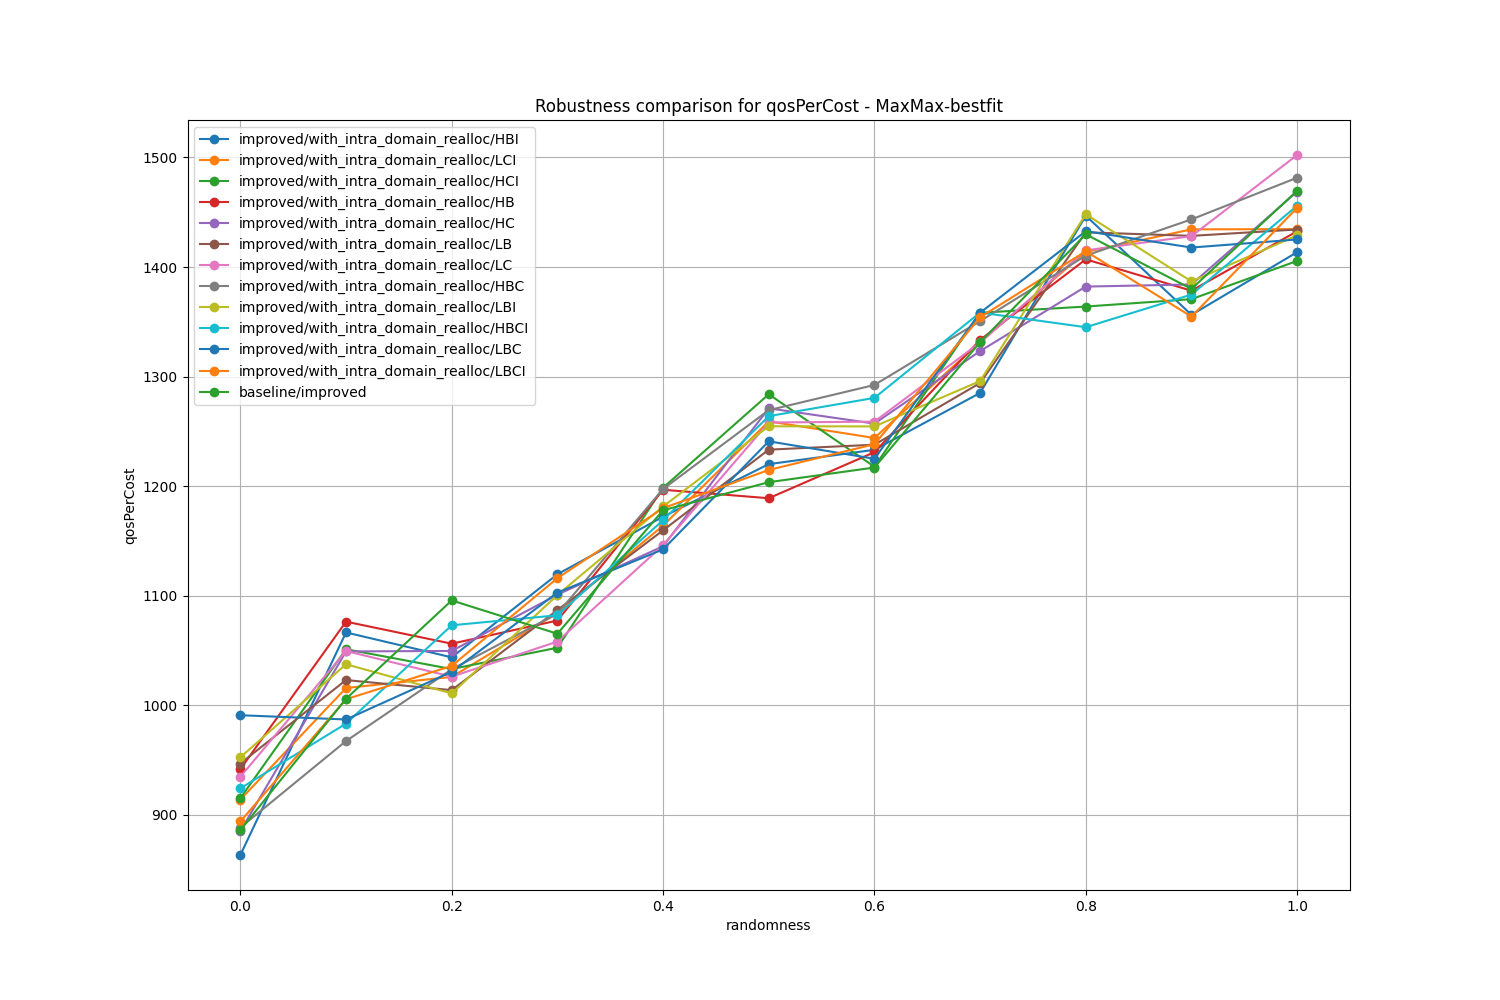 Robustness comparison for qosPerCost - MaxMax-bestfit
improved/with_intra_domain_realloc/HBI
improved/with_intra_domain_realloc/LCI
improved/with_intra_domain_realloc/HCI
improved/with_intra_domain_realloc/HB
improved/with_intra_domain_realloc/HC
improved/with_intra_domain_realloc/LB
improved/with_intra_domain_realloc/LC
improved/with_intra_domain_realloc/HBC
improved/with_intra_domain_realloc/LBI
improved/with_intra_domain_realloc/HBCI
improved/with_intra_domain_realloc/LBC
improved/with_intra_domain_realloc/LBCI
baseline/improved
1500
1400
1300
1200
1100
1000
900
qosPerCost
0.0 0.2 0.4 0.6 0.8 1.0
randomness